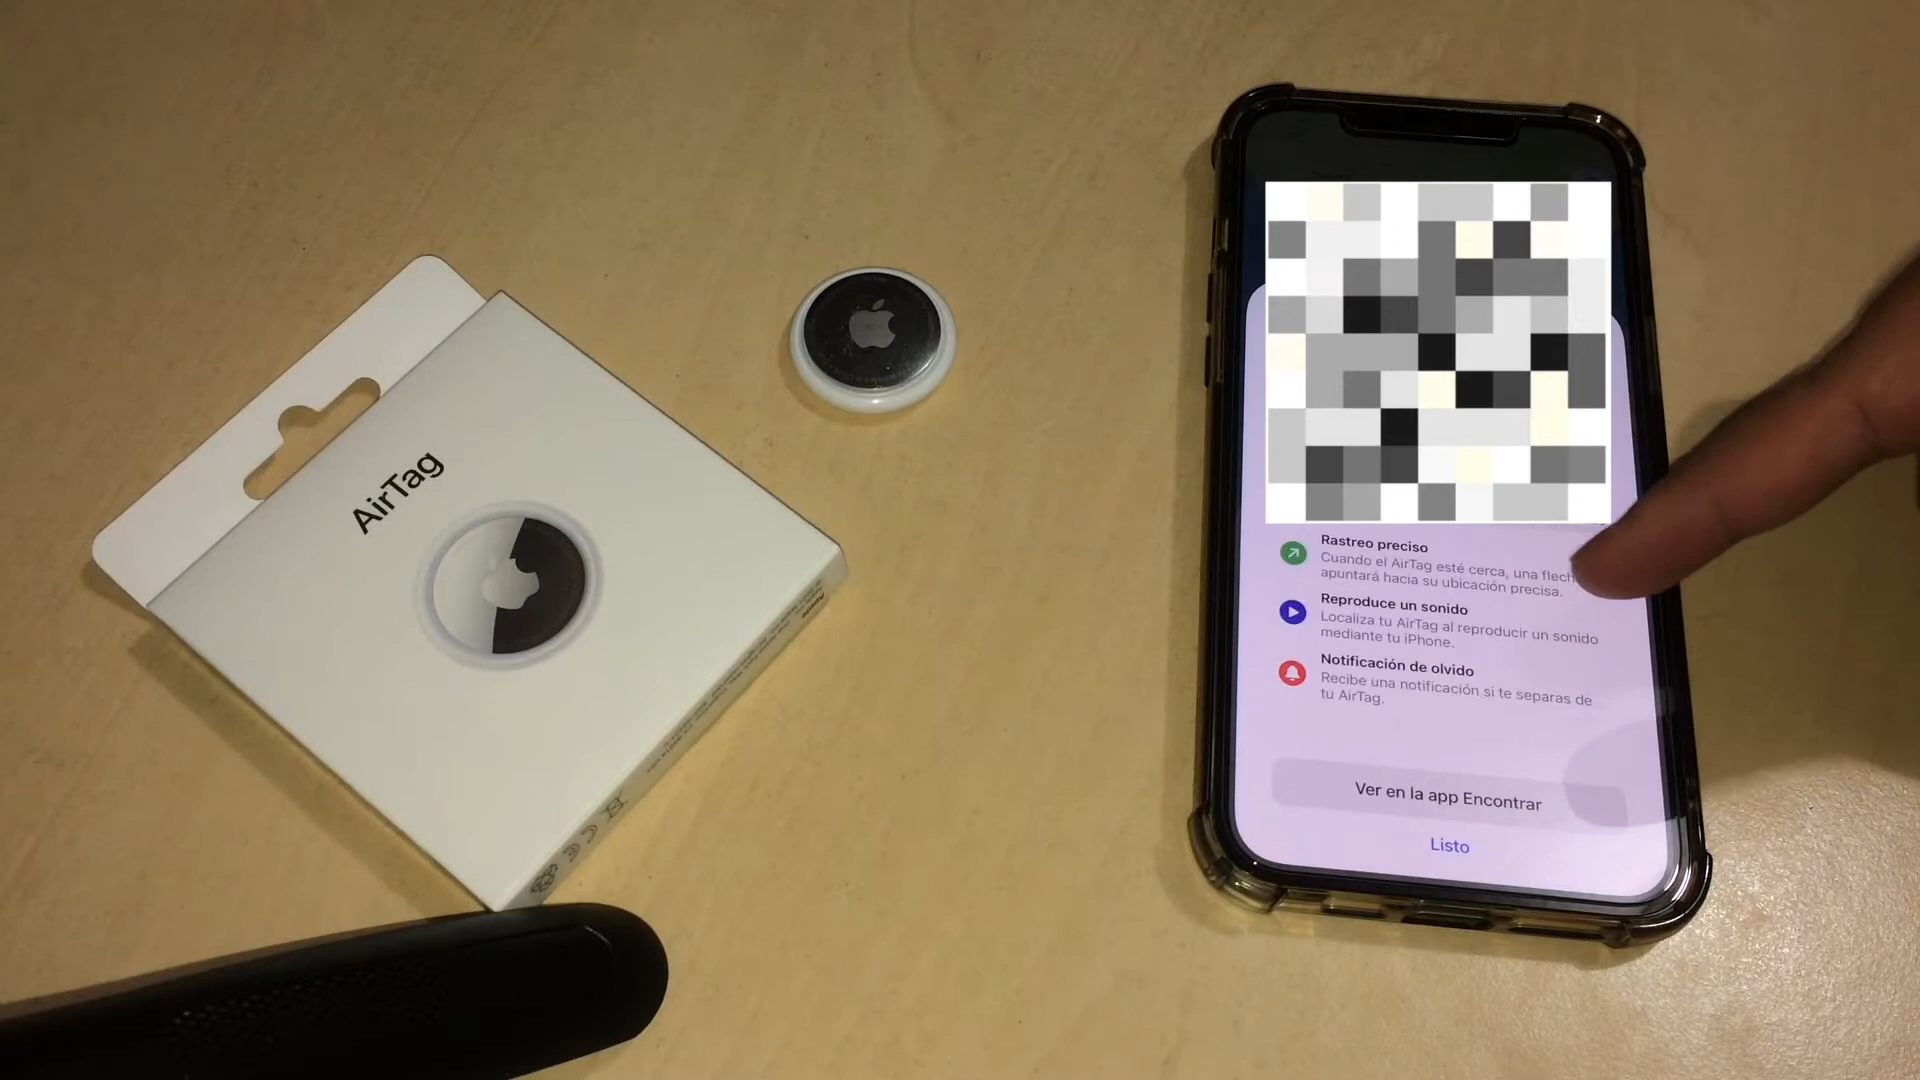 AirTag
Rastreo preciso
Cuando el AirTag esté cerca, una
apuntará hacia su ubicación precisa.
Reproduce un sonido
Localiza tu AirTag al reproducir un sonido
mediante tu iPhone.
Notificación de olvido
Recibe una notificación si te separas de
tu AirTag.
Ver en la app Encontrar
Listo